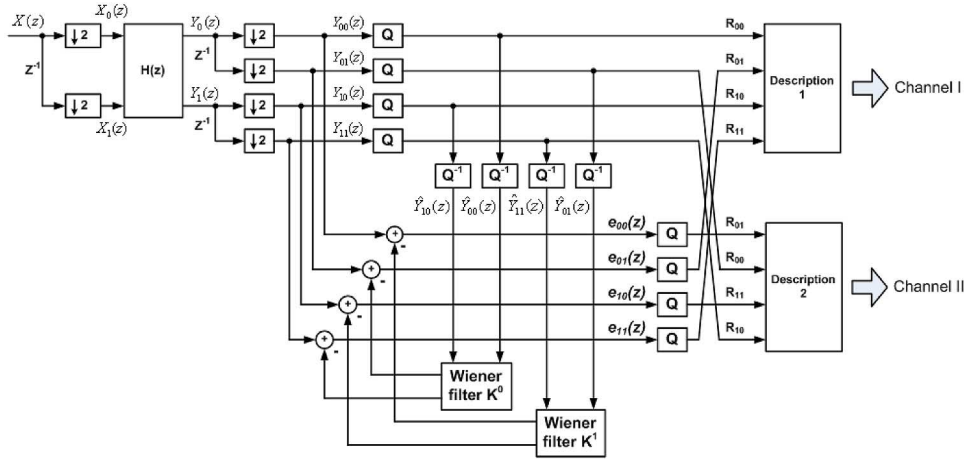 X(z)
X₀(z)
↓2
Z⁻¹
↓2
X₁(z)
H(z)
Y₀(z)
Z⁻¹
Y₁(z)
Z⁻¹
↓2
↓2
↓2
↓2
Y₀₀(z)
Y₀₁(z)
Y₁₀(z)
Y₁₁(z)
Q
Q
Q
Q
R₀₀
R₀₁
R₁₀
R₁₁
Description
1
Channel I
Q⁻¹
Q⁻¹
Q⁻¹
Q⁻¹
Ŷ₁₀(z)
Ŷ₀₀(z)
Ŷ₁₁(z)
Ŷ₀₁(z)
+
-
+
-
+
-
+
-
e₀₀(z)
e₀₁(z)
e₁₀(z)
e₁₁(z)
Q
Q
Q
Q
R₀₁
R₀₀
R₁₁
R₁₀
Description
2
Channel II
Wiener
filter K⁰
Wiener
filter K¹